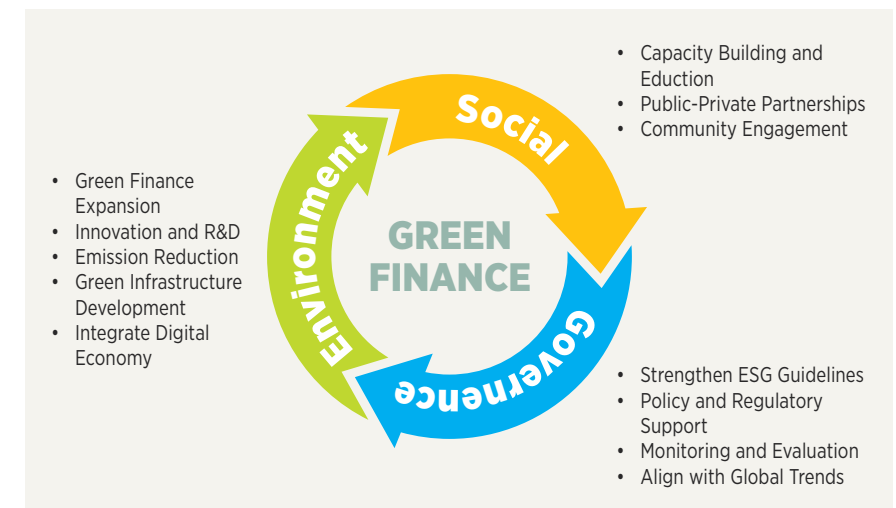 Social
• Capacity Building and
Eduction
• Public-Private Partnerships
• Community Engagement
Environment
• Green Finance
Expansion
• Innovation and R&D
• Emission Reduction
• Green Infrastructure
Development
• Integrate Digital
Economy
GREEN
FINANCE
Governence
• Strengthen ESG Guidelines
• Policy and Regulatory
Support
• Monitoring and Evaluation
• Align with Global Trends